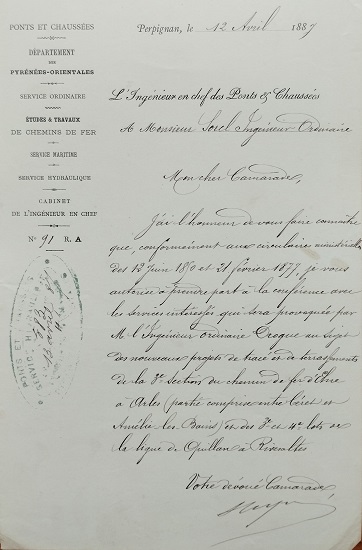 PONTS ET CHAUSSÉES
DÉPARTEMENT
DES
PYRÉNÉES-ORIENTALES
SERVICE ORDINAIRE
ÉTUDES & TRAVAUX
DE CHEMINS DE FER
SERVICE MARITIME
SERVICE HYDRAULIQUE
CABINET
DE L'INGÉNIEUR EN CHEF
N° 91 R. A
Perpignan, le 12 Avril 1887
L'Ingénieur en chef des Ponts & Chaussées
A Monsieur Sorel Ingénieur Ordinaire
Mon cher Camarade,
J'ai l'honneur de vous faire connaître
que, conformément aux circulaires ministérielles
des 12 Juin 1850 et 21 février 1877, je vous
autorise à prendre part à la conférence avec
les services intéressés qui sera provoquée par
M. l'Ingénieur ordinaire au sujet
des nouveaux projets de tracé et de terrassements
de la 3e section du chemin de fer d'Elne
à Arles (partie comprise entre Céret et
Amélie les Bains) et des 3e et 4e lots de
la ligne de Quillan à Rivesaltes
Votre dévoué Camarade,